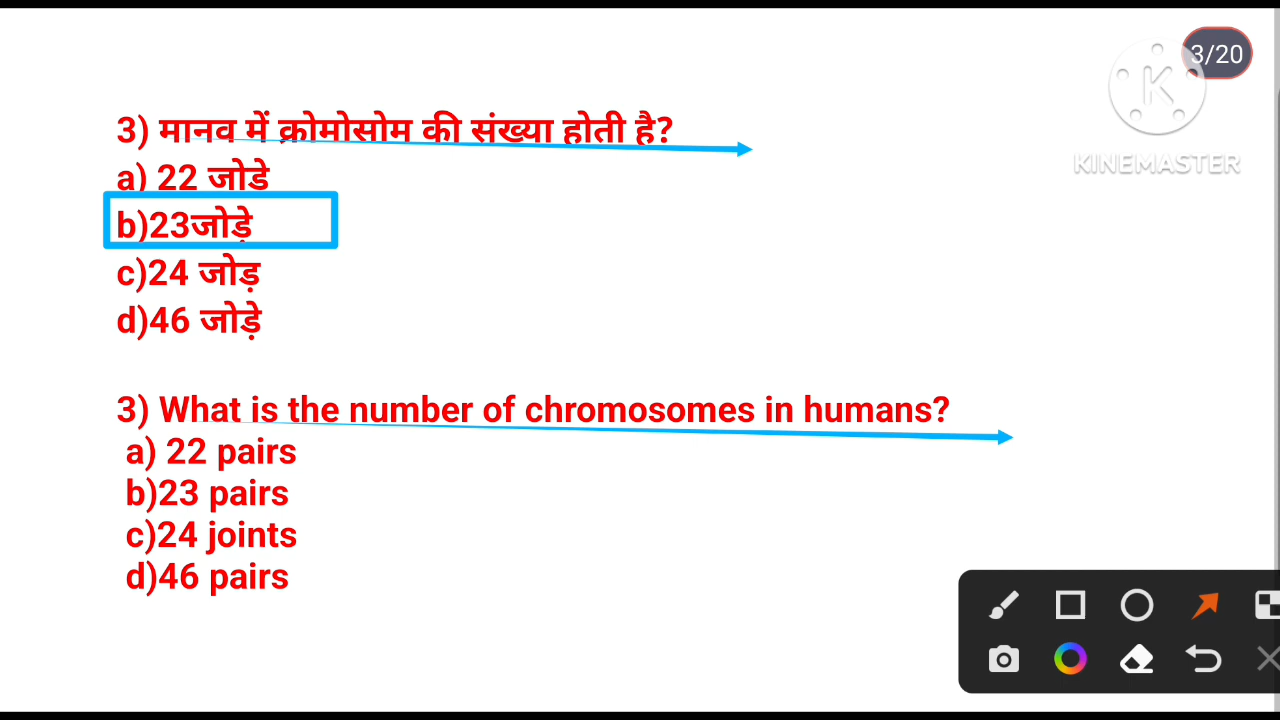 3/20
KINEMASTER
3) मानव में क्रोमोसोम की संख्या होती है?
a) 22 जोडे
b)23जोड़े
c)24 जोड़
d)46 जोड़े
3) What is the number of chromosomes in humans?
a) 22 pairs
b)23 pairs
c)24 joints
d)46 pairs